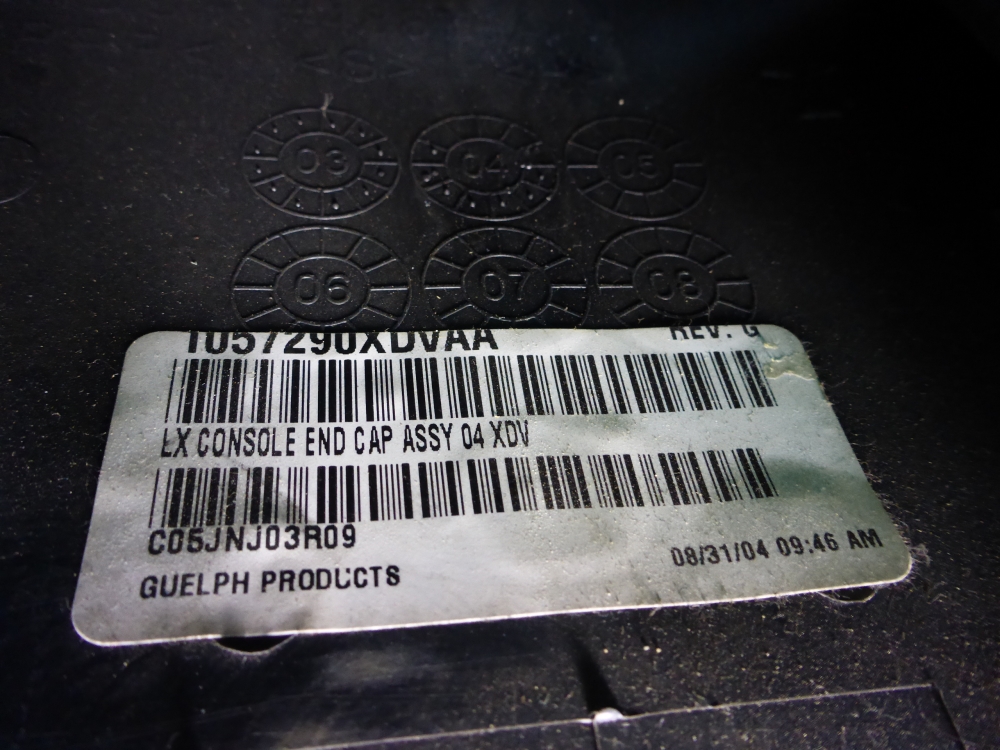 03 04 05
06 07 08
1057290XDVAA REV. G
LX CONSOLE END CAP ASSY 04 XDV
C05JNJ03R09
08/31/04 09:46 AM
GUELPH PRODUCTS